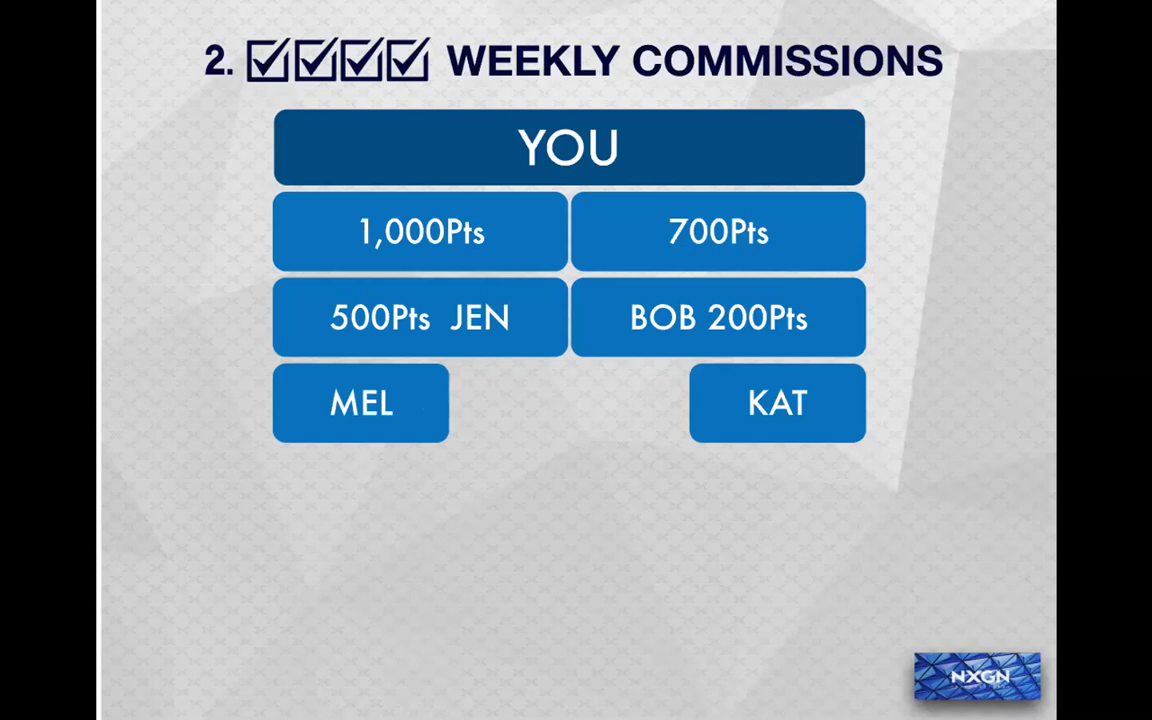 2. WEEKLY COMMISSIONS
YOU
1,000Pts 700Pts
500Pts JEN BOB 200Pts
MEL KAT
NXGN